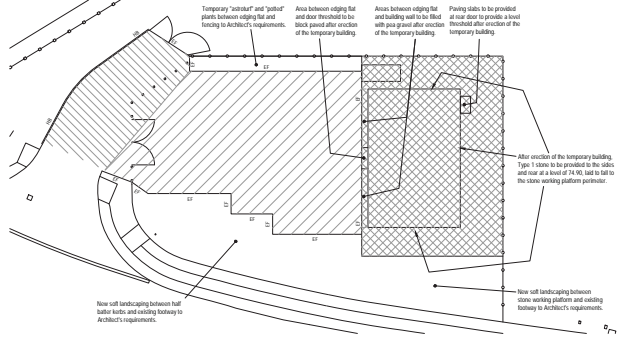 Temporary "astroturf" and "potted"
plants between edging flat and
fencing to Architect's requirements.
Area between edging flat
and door threshold to be
block paved after erection
of the temporary building.
Areas between edging flat
and building wall to be filled
with pea gravel after erection
of the temporary building.
Paving slabs to be provided
at rear door to provide a level
threshold after erection of the
temporary building.
HB
EF
EF
EF
HB
After erection of the temporary building,
Type 1 stone to be provided to the sides
and rear at a level of 74.90, laid to fall to
the stone working platform perimeter.
EF
EF
EF
EF
EF
New soft landscaping between half
batter kerbs and existing footway to
Architect's requirements.
New soft landscaping between
stone working platform and existing
footway to Architect's requirements.